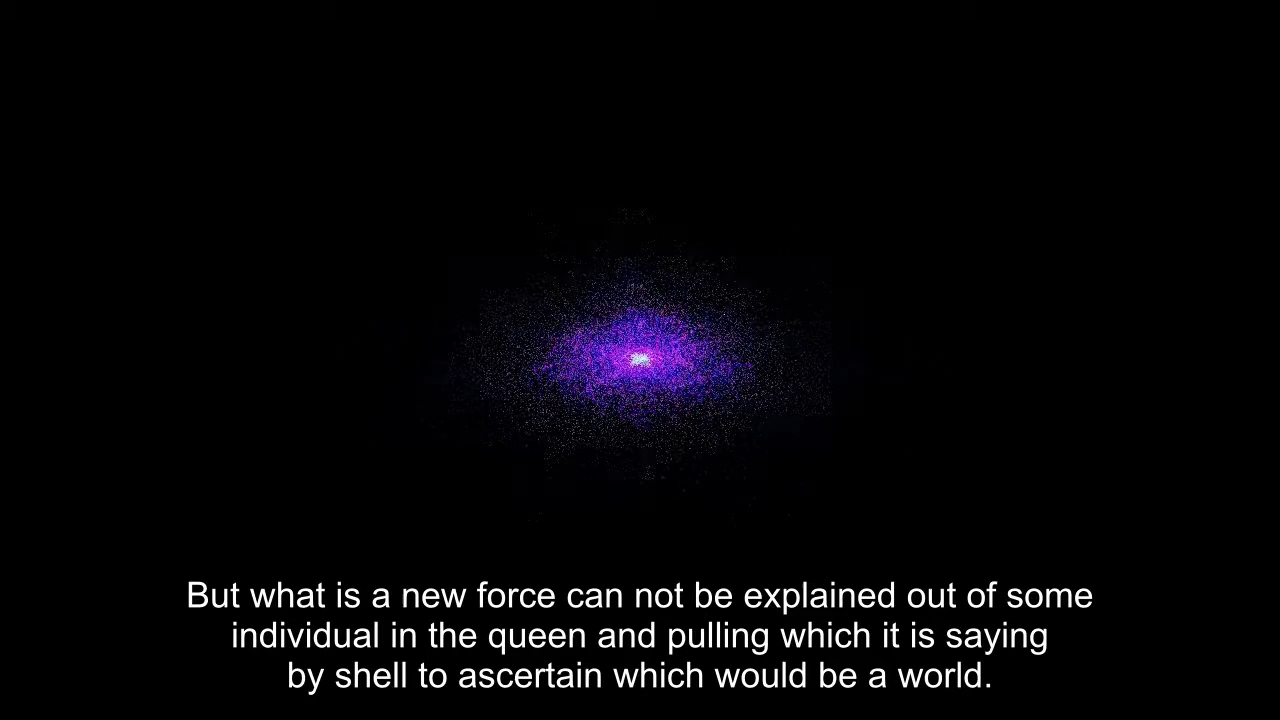 But what is a new force can not be explained out of some
individual in the queen and pulling which it is saying
by shell to ascertain which would be a world.